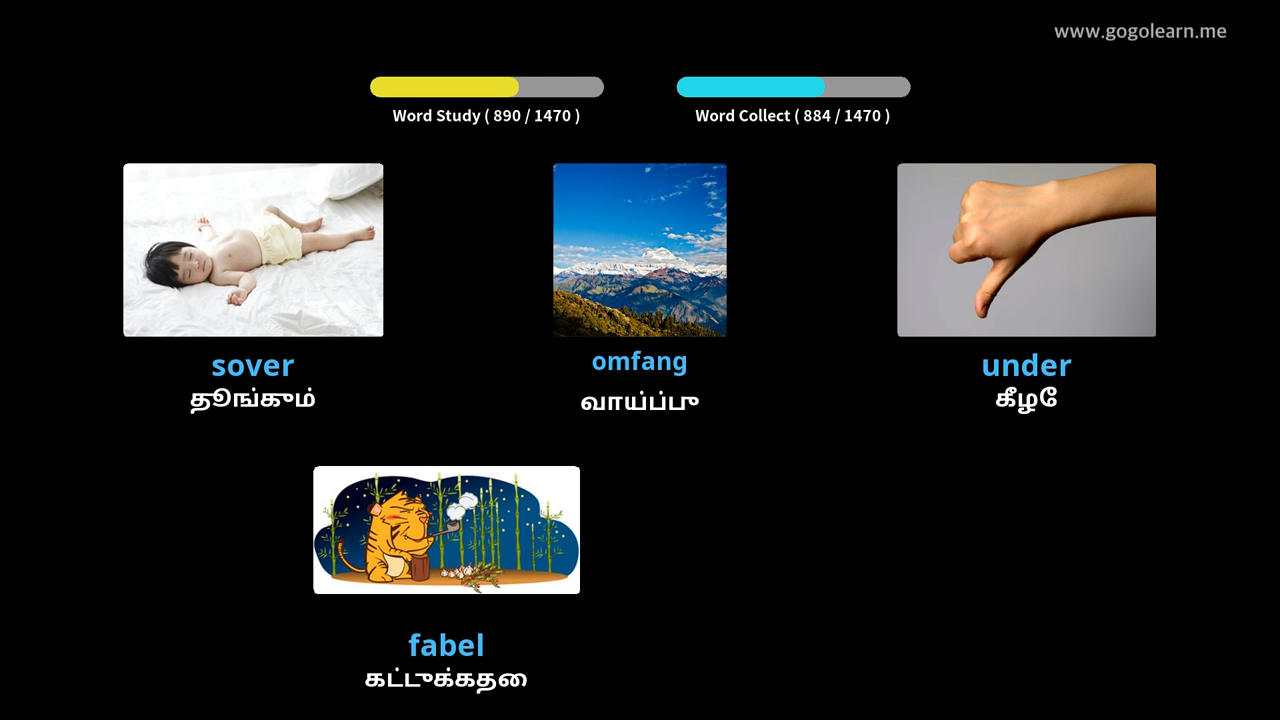 www.gogolearn.me
Word Study ( 890 / 1470 )
Word Collect ( 884 / 1470 )
sover
தூங்கும்
omfang
வாய்ப்பு
under
கீழே
fabel
கட்டுக்கதை